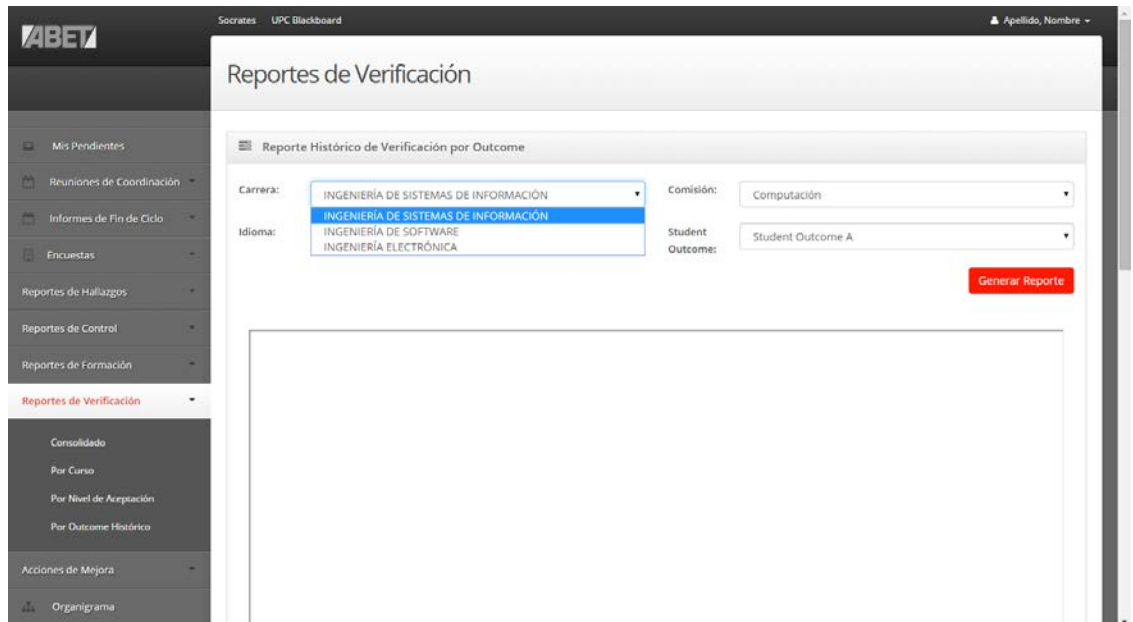 ABET
Socrates UPC Blackboard
Apellido, Nombre
Reportes de Verificación
Mis Pendientes
Reuniones de Coordinación
Informes de Fin de Ciclo
Encuestas
Reportes de Hallazgos
Reportes de Control
Reportes de Formación
Reportes de Verificación
Consolidado
Por Curso
Por Nivel de Aceptación
Por Outcome Histórico
Acciones de Mejora
Organigrama
Reporte Histórico de Verificación por Outcome
Carrera: INGENIERÍA DE SISTEMAS DE INFORMACIÓN
INGENIERÍA DE SISTEMAS DE INFORMACIÓN
INGENIERÍA DE SOFTWARE
INGENIERÍA ELECTRÓNICA
Comisión: Computación
Idioma:
Student Outcome: Student Outcome A
Generar Reporte